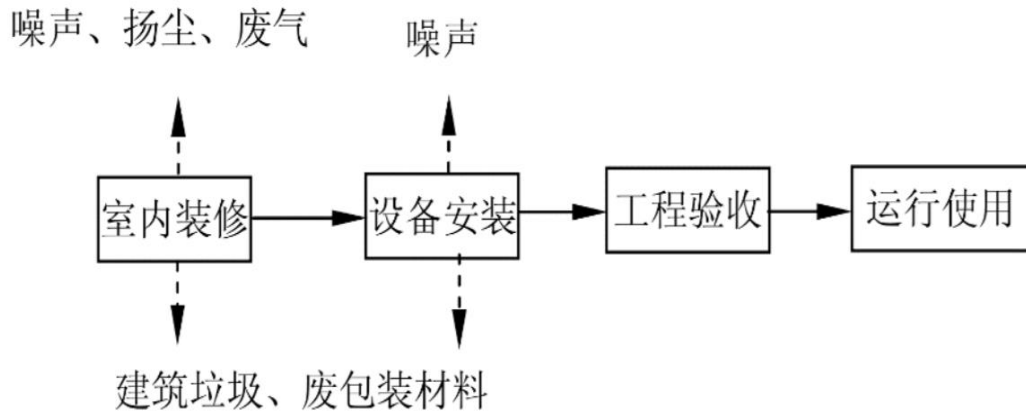 噪声、扬尘、废气
噪声
室内装修
设备安装
工程验收
运行使用
建筑垃圾、废包装材料